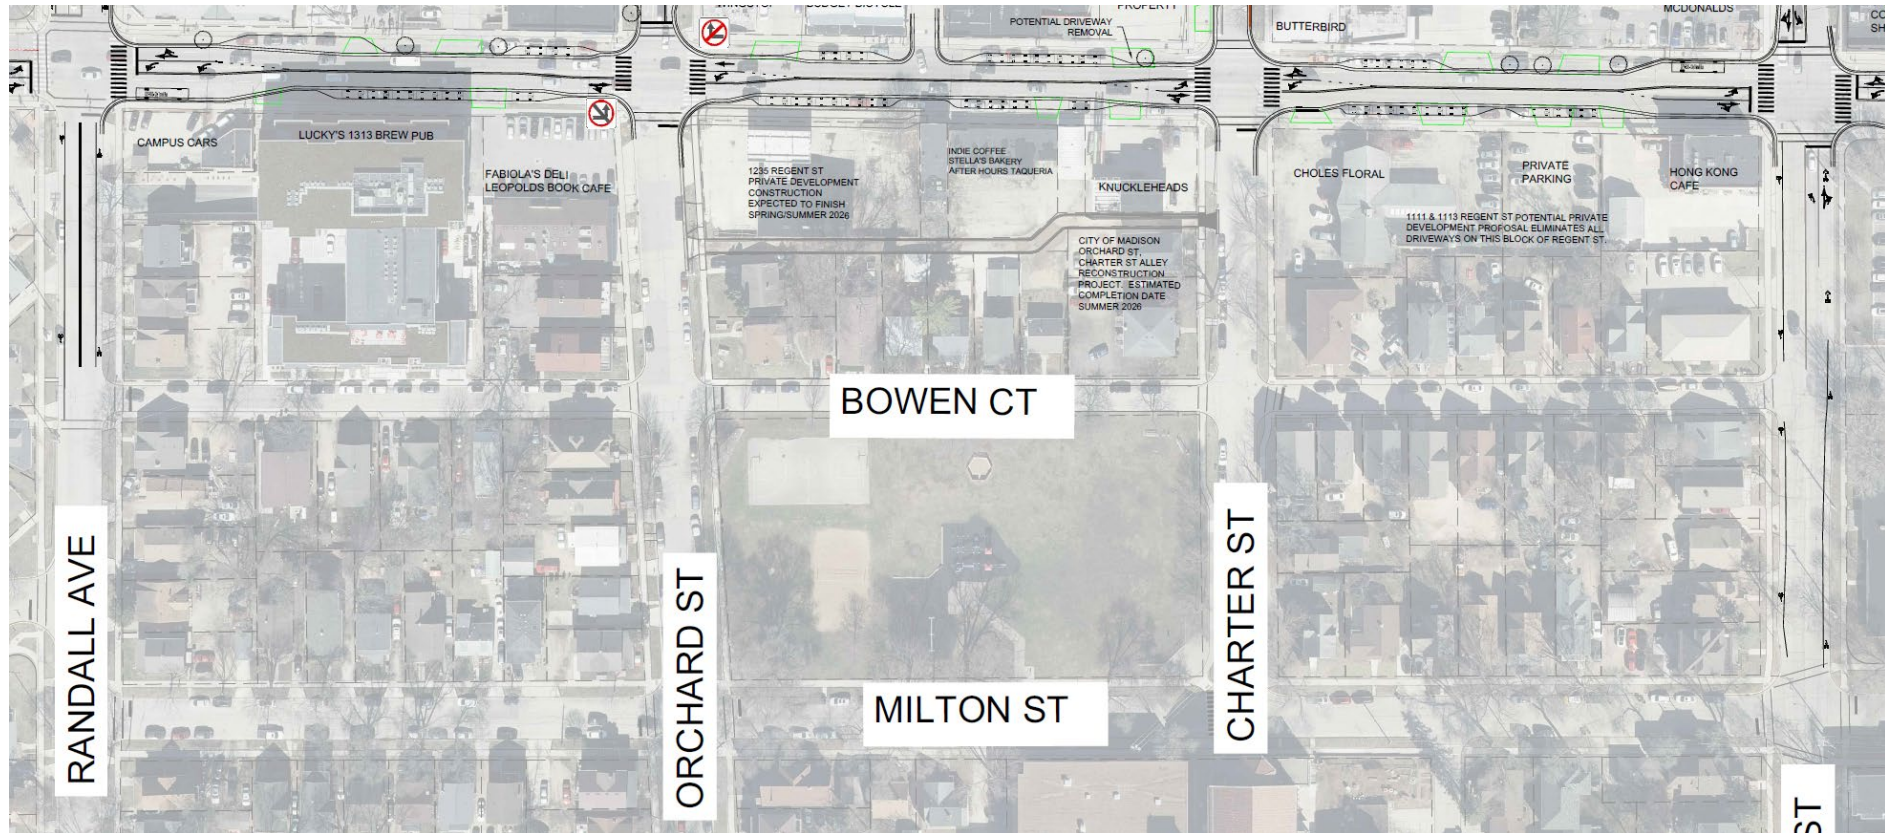 PROPERTY
MCDONALDS
POTENTIAL DRIVEWAY
REMOVAL
BUTTERBIRD
CAMPUS CARS
LUCKY'S 1313 BREW PUB
FABIOLA'S DELI
LEOPOLDS BOOK CAFE
1235 REGENT ST
PRIVATE DEVELOPMENT
CONSTRUCTION
EXPECTED TO FINISH
SPRING/SUMMER 2026
INDIE COFFEE
STELLA'S BAKERY
AFTER HOURS TAQUERIA
KNUCKLEHEADS
CHOLES FLORAL
PRIVATE
PARKING
HONG KONG
CAFE
1111 & 1113 REGENT ST POTENTIAL PRIVATE
DEVELOPMENT PROPOSAL ELIMINATES ALL
DRIVEWAYS ON THIS BLOCK OF REGENT ST.
CITY OF MADISON
ORCHARD ST,
CHARTER ST ALLEY
RECONSTRUCTION
PROJECT. ESTIMATED
COMPLETION DATE
SUMMER 2026
BOWEN CT
RANDALL AVE
ORCHARD ST
CHARTER ST
MILTON ST
ST